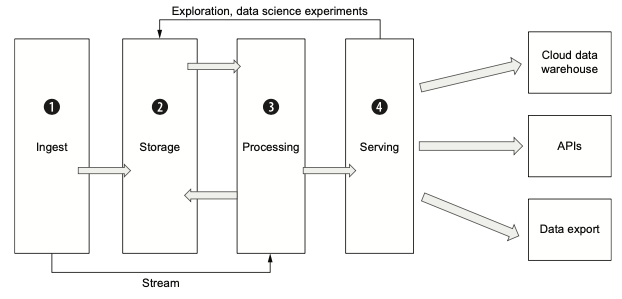 Exploration, data science experiments
1
2
3
4
Ingest
Storage
Processing
Serving
Stream
Cloud data
warehouse
APIs
Data export